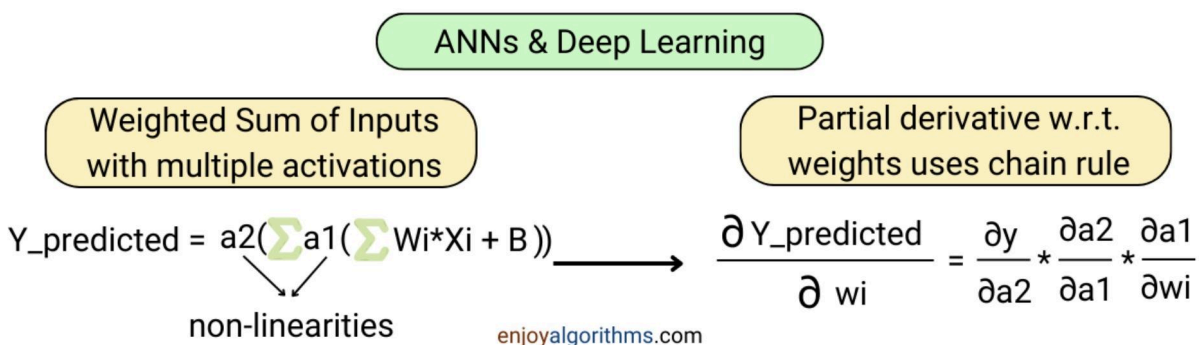 ANNs & Deep Learning
Weighted Sum of Inputs
with multiple activations
Y_predicted = a2(∑a1(∑Wi*Xi + B))
non-linearities
Partial derivative w.r.t.
weights uses chain rule
∂Y_predicted / ∂ wi = ∂y/∂a2 * ∂a2/∂a1 * ∂a1/∂wi
enjoyalgorithms.com